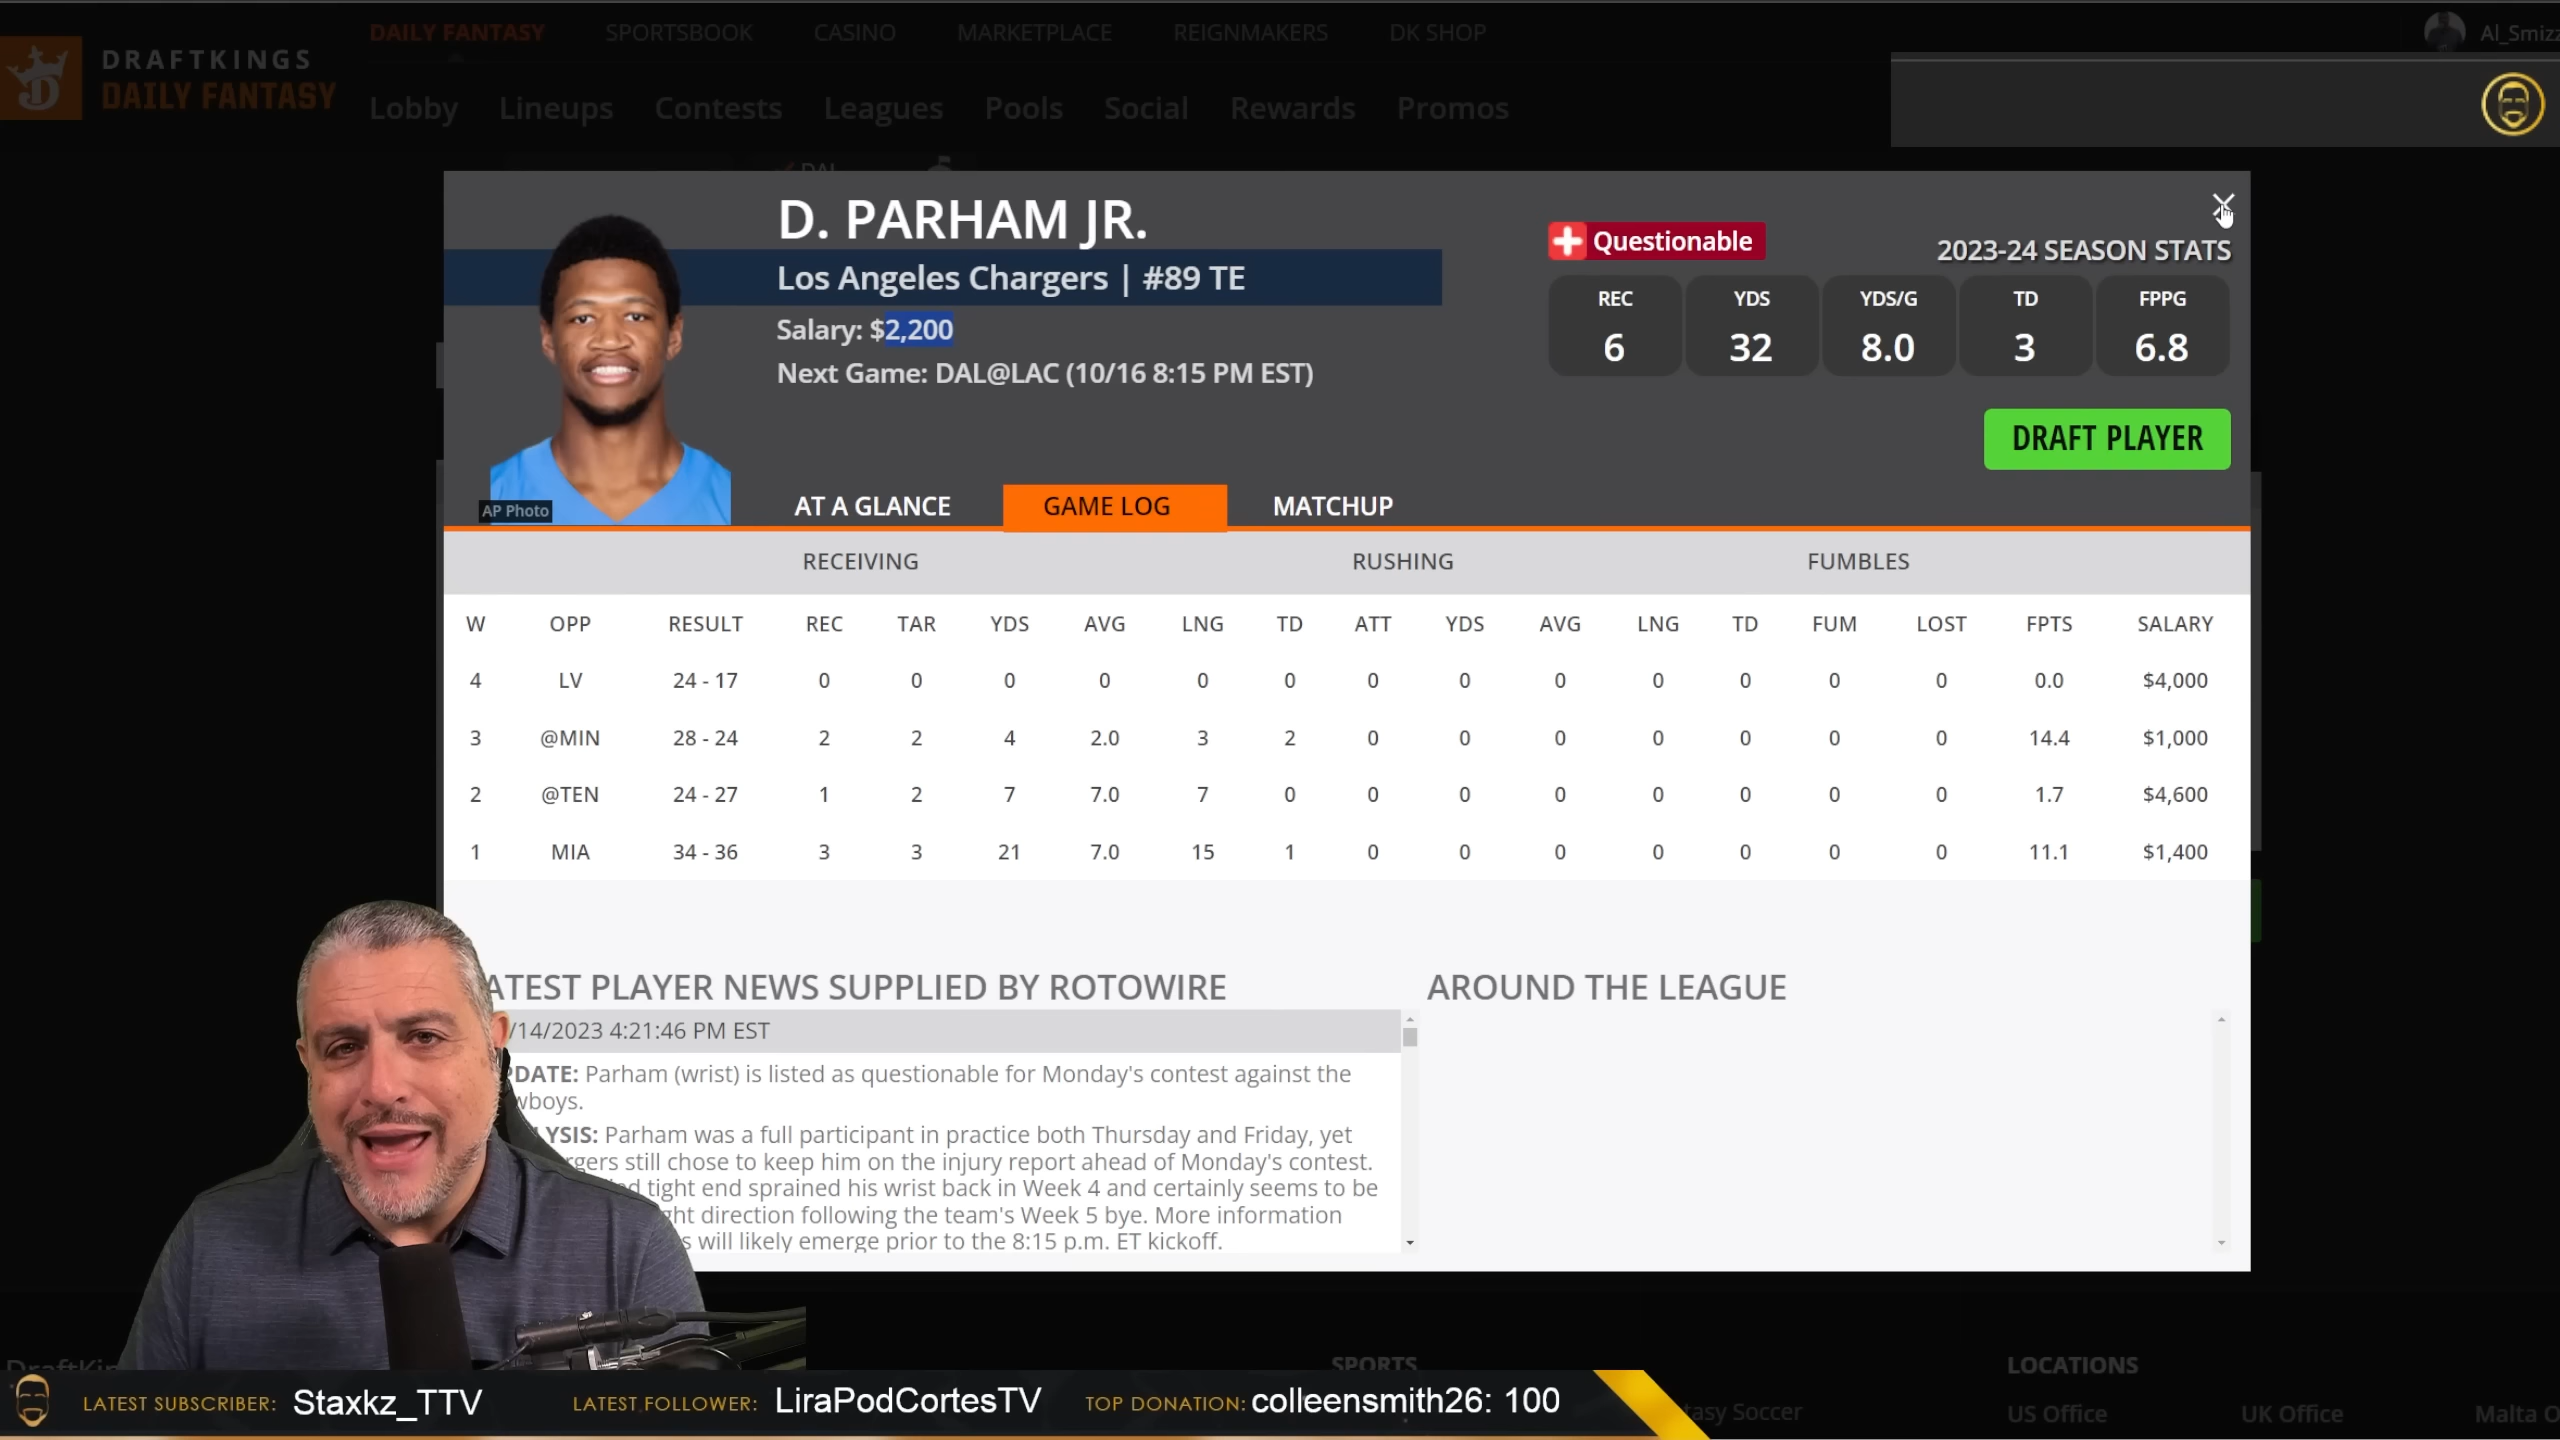 DAILY FANTASY SPORTSBOOK CASINO MARKETPLACE REIGNMAKERS DK SHOP
DRAFTKINGS
DAILY FANTASY
Lobby Lineups Contests Leagues Pools Social Rewards Promos
DAL
D. PARHAM JR.
Los Angeles Chargers | #89 TE
Salary: $2,200
Next Game: DAL@LAC (10/16 8:15 PM EST)
Questionable
2023-24 SEASON STATS
REC YDS YDS/G TD FPPG
6 32 8.0 3 6.8
DRAFT PLAYER
AP Photo
AT A GLANCE GAME LOG MATCHUP
RECEIVING RUSHING FUMBLES
W OPP RESULT REC TAR YDS AVG LNG TD ATT YDS AVG LNG TD FUM LOST FPTS SALARY
4 LV 24 - 17 0 0 0 0 0 0 0 0 0 0 0 0 0 0.0 $4,000
3 @MIN 28 - 24 2 2 4 2.0 3 2 0 0 0 0 0 0 0 14.4 $1,000
2 @TEN 24 - 27 1 2 7 7.0 7 0 0 0 0 0 0 0 0 1.7 $4,600
1 MIA 34 - 36 3 3 21 7.0 15 1 0 0 0 0 0 0 0 11.1 $1,400
ATEST PLAYER NEWS SUPPLIED BY ROTOWIRE
/14/2023 4:21:46 PM EST
PDATE: Parham (wrist) is listed as questionable for Monday's contest against the
wboys.
LYSIS: Parham was a full participant in practice both Thursday and Friday, yet
rgers still chose to keep him on the injury report ahead of Monday's contest.
tight end sprained his wrist back in Week 4 and certainly seems to be
ht direction following the team's Week 5 bye. More information
s will likely emerge prior to the 8:15 p.m. ET kickoff.
AROUND THE LEAGUE
SPORTS
LOCATIONS
tasy Soccer
US Office UK Office Malta O
LATEST SUBSCRIBER: Staxkz_TTV LATEST FOLLOWER: LiraPodCortesTV TOP DONATION: colleensmith26: 100